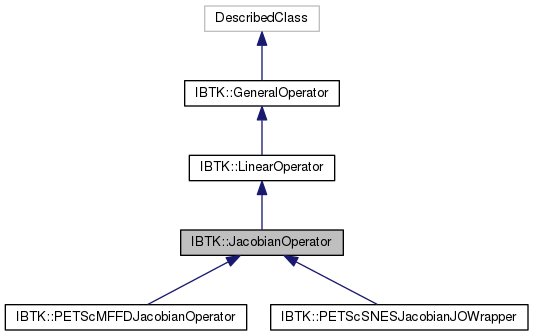 DescribedClass
IBTK::GeneralOperator
IBTK::LinearOperator
IBTK::JacobianOperator
IBTK::PETScMFFDJacobianOperator
IBTK::PETScSNESJacobianJOWrapper